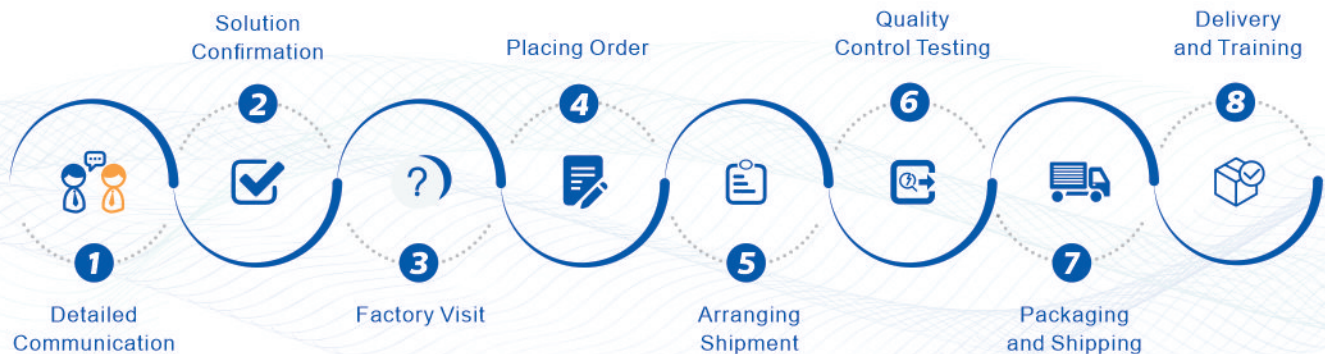 1
Detailed
Communication
2
Solution
Confirmation
3
Factory Visit
4
Placing Order
5
Arranging
Shipment
6
Quality
Control Testing
7
Packaging
and Shipping
8
Delivery
and Training
?